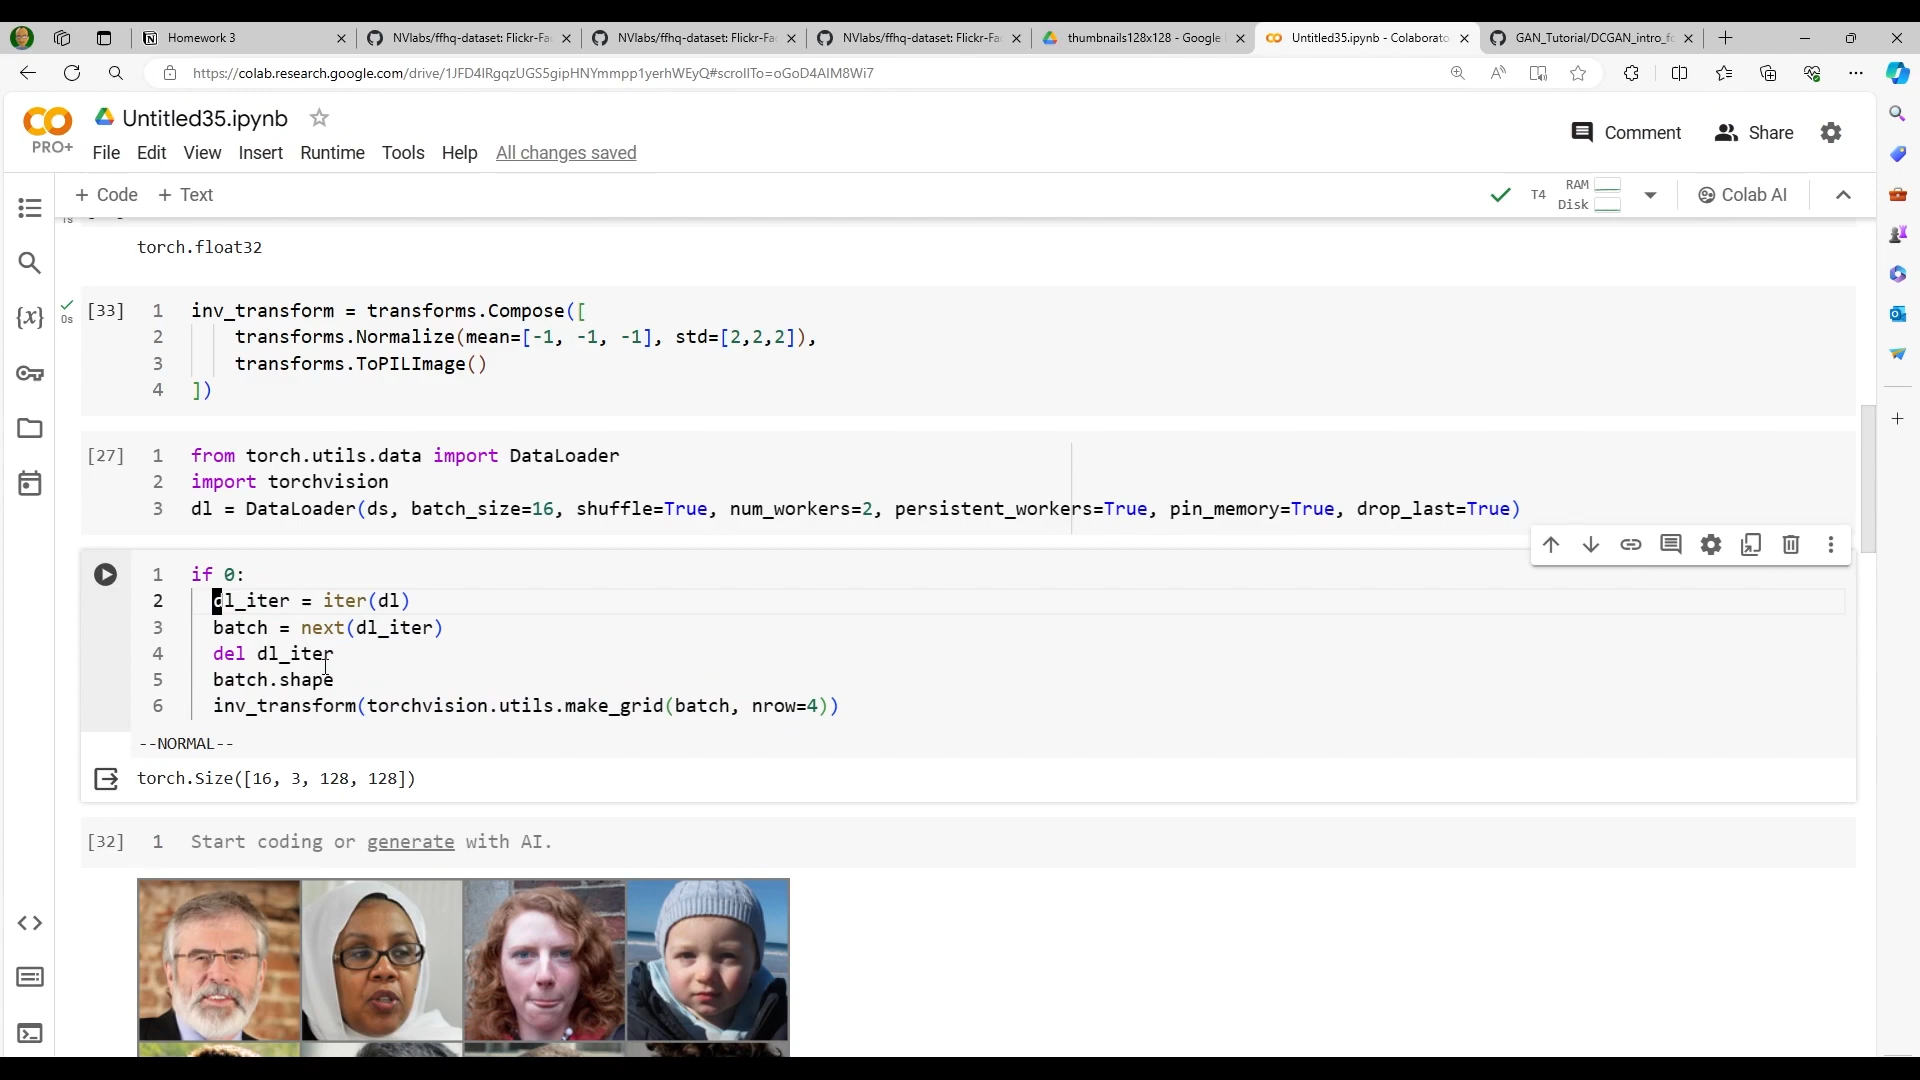 Homework 3
NVlabs/ffhq-dataset: Flickr-Fa
NVlabs/ffhq-dataset: Flickr-Fa
NVlabs/ffhq-dataset: Flickr-Fa
thumbnails128x128 - Google
Untitled35.ipynb - Colaborato
GAN_Tutorial/DCGAN_intro_fo
https://colab.research.google.com/drive/1JFD4lRgqzUGS5gipHNYmmpp1yerhWEyQ#scrollTo=oGoD4AIM8Wi7
PRO+
Untitled35.ipynb
File Edit View Insert Runtime Tools Help All changes saved
Comment Share
+ Code + Text
T4 RAM Disk Colab AI
1s
torch.float32
0s
[33] 1 inv_transform = transforms.Compose([
2 transforms.Normalize(mean=[-1, -1, -1], std=[2,2,2]),
3 transforms.ToPILImage()
4 ])
[27] 1 from torch.utils.data import DataLoader
2 import torchvision
3 dl = DataLoader(ds, batch_size=16, shuffle=True, num_workers=2, persistent_workers=True, pin_memory=True, drop_last=True)
1 if 0:
2 dl_iter = iter(dl)
3 batch = next(dl_iter)
4 del dl_iter
5 batch.shape
6 inv_transform(torchvision.utils.make_grid(batch, nrow=4))
--NORMAL--
torch.Size([16, 3, 128, 128])
[32] 1 Start coding or generate with AI.